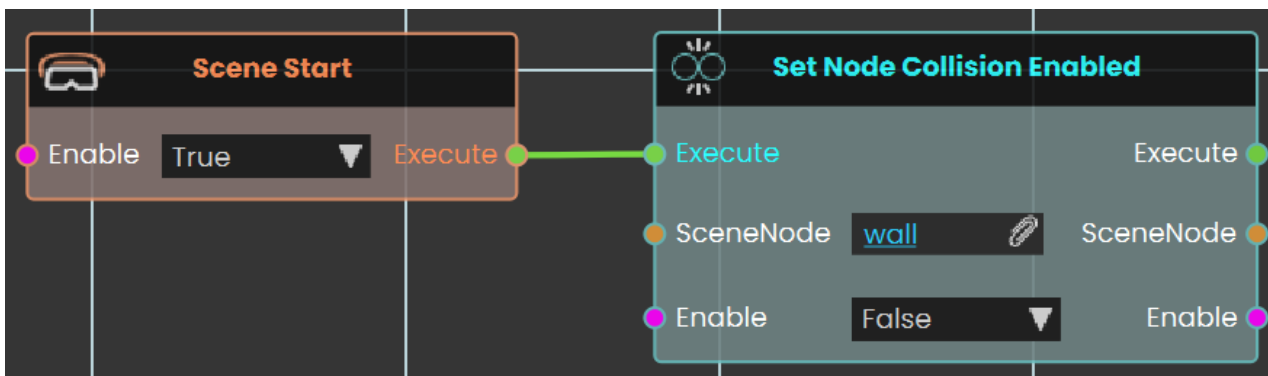 Scene Start
Enable True Execute
Set Node Collision Enabled
Execute Execute
SceneNode wall SceneNode
Enable False Enable